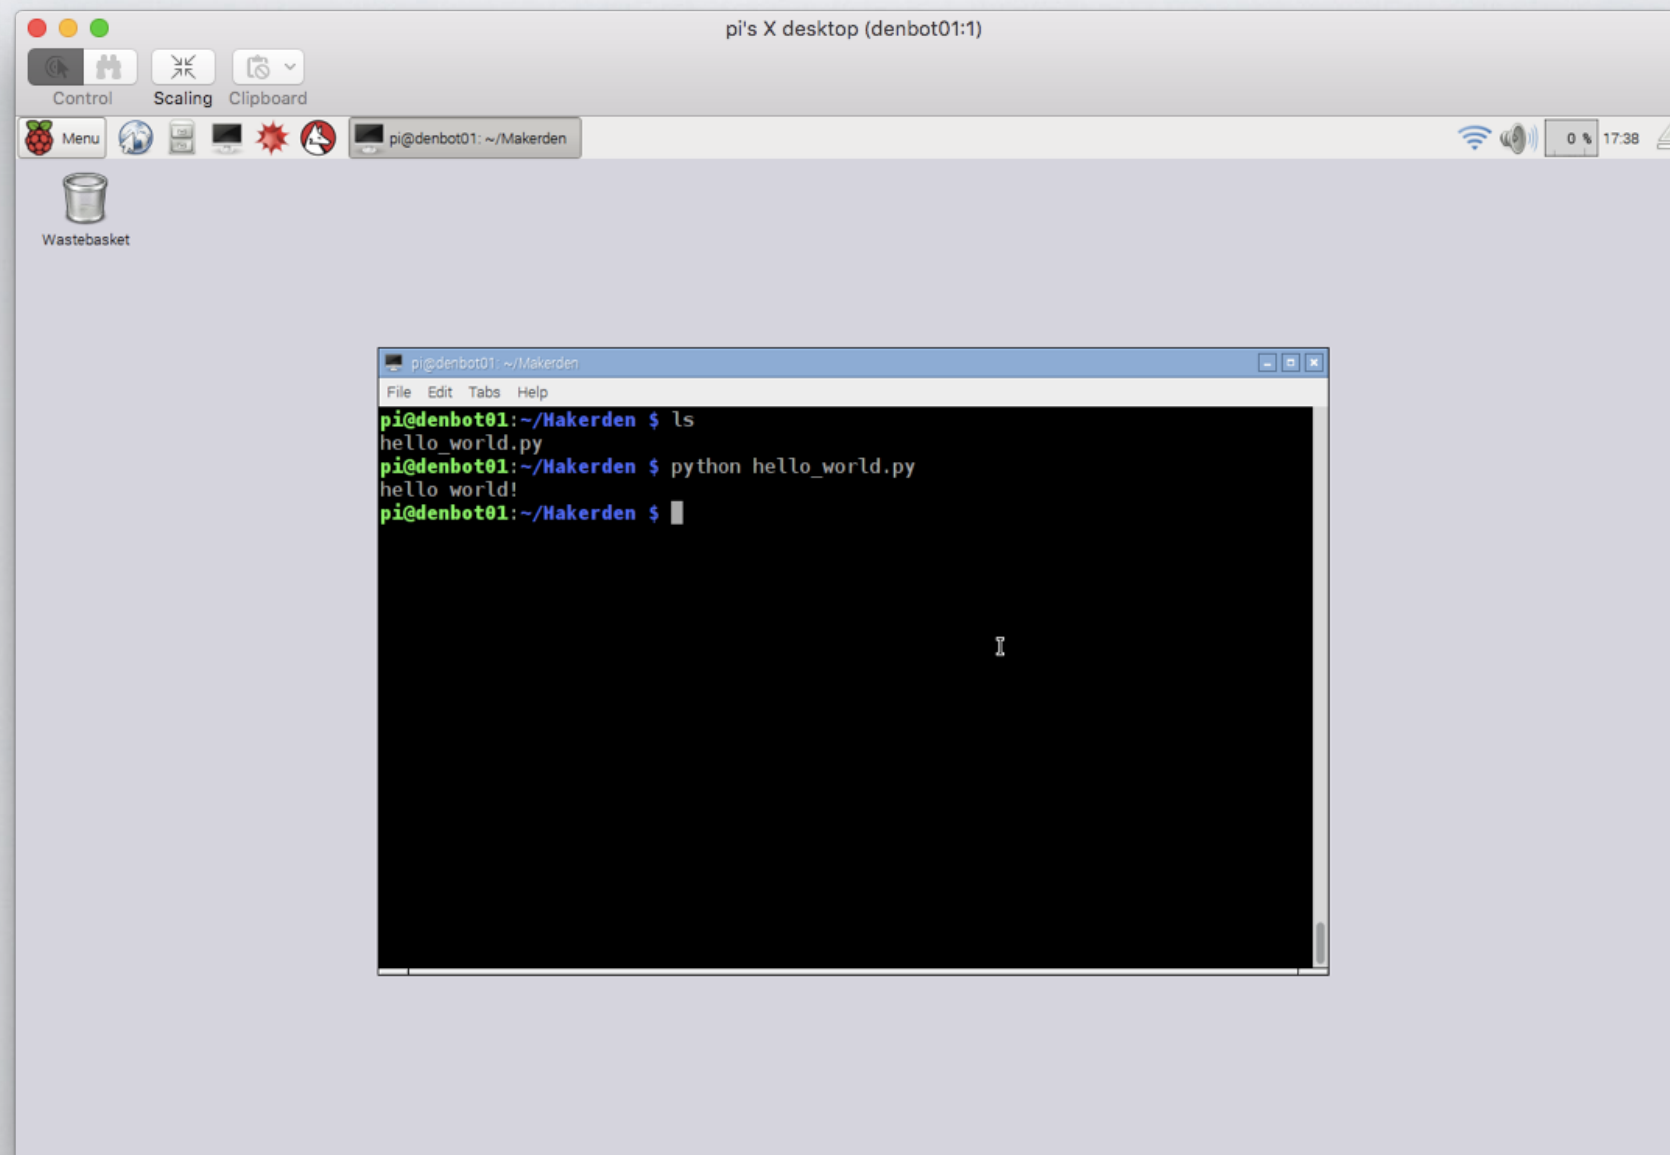 pi's X desktop (denbot01:1)
Control Scaling Clipboard
Menu pi@denbot01: ~/Makerden 0 % 17:38
Wastebasket
pi@denbot01: ~/Makerden
File Edit Tabs Help
pi@denbot01:~/Makerden $ ls
hello_world.py
pi@denbot01:~/Makerden $ python hello_world.py
hello world!
pi@denbot01:~/Makerden $